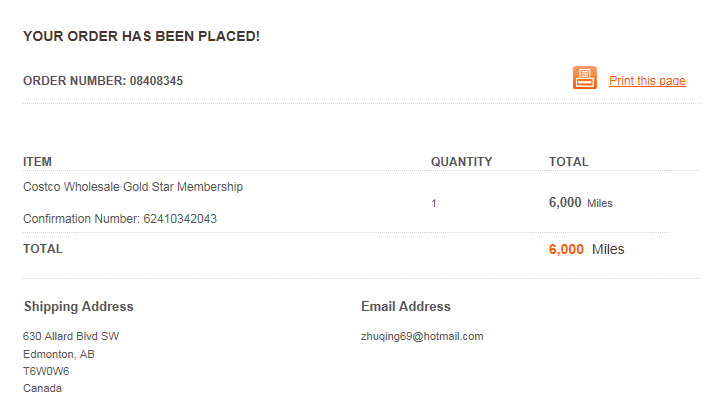 YOUR ORDER HAS BEEN PLACED!
ORDER NUMBER: 08408345
Print this page
ITEM QUANTITY TOTAL
Costco Wholesale Gold Star Membership
Confirmation Number: 62410342043
1 6,000 Miles
TOTAL 6,000 Miles
Shipping Address Email Address
630 Allard Blvd SW zhuqing69@hotmail.com
Edmonton, AB
T6W0W6
Canada